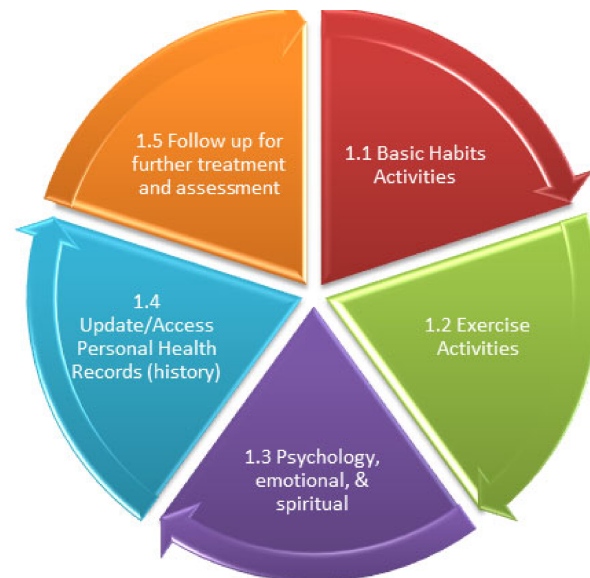 1.1 Basic Habits
Activities
1.2 Exercise
Activities
1.3 Psychology,
emotional, &
spiritual
1.4
Update/Access
Personal Health
Records (history)
1.5 Follow up for
further treatment
and assessment